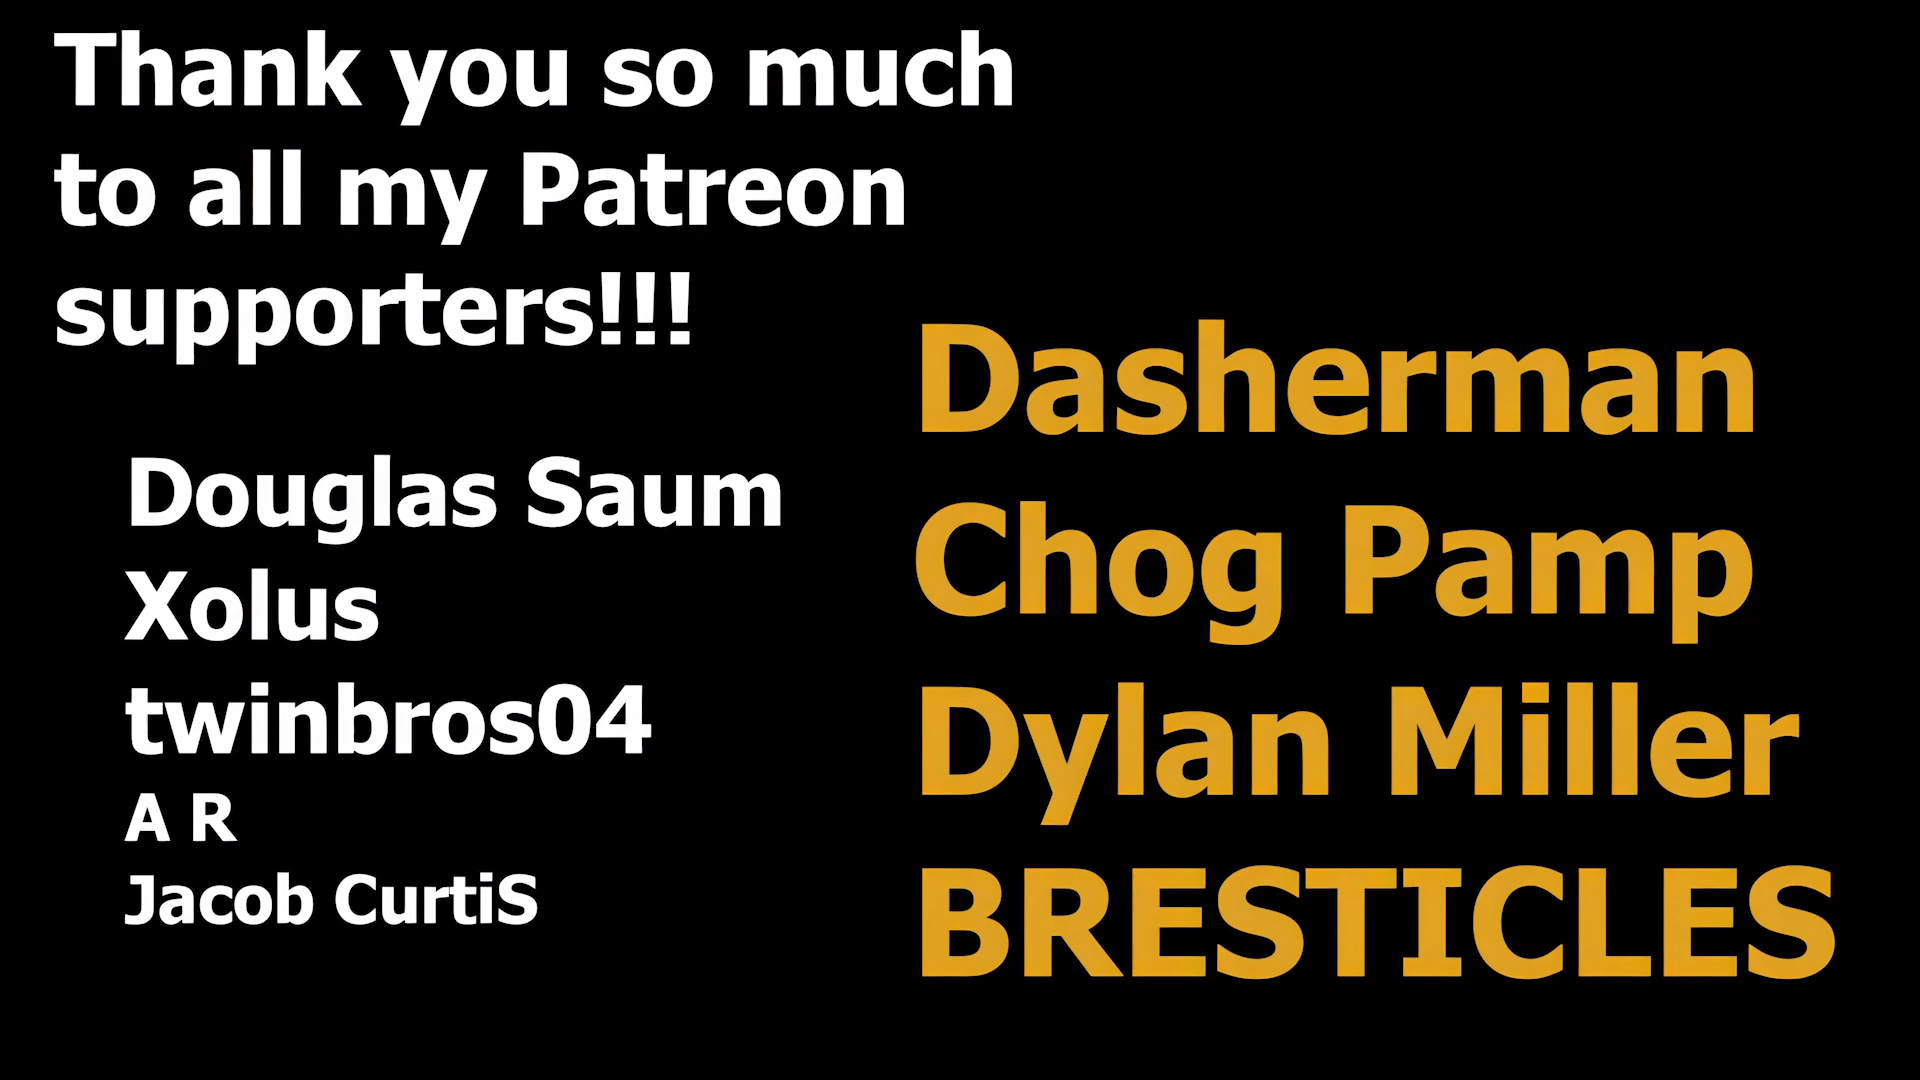 Thank you so much
to all my Patreon
supporters!!!
Douglas Saum
Xolus
twinbros04
A R
Jacob CurtiS
Dasherman
Chog Pamp
Dylan Miller
BRESTICLES